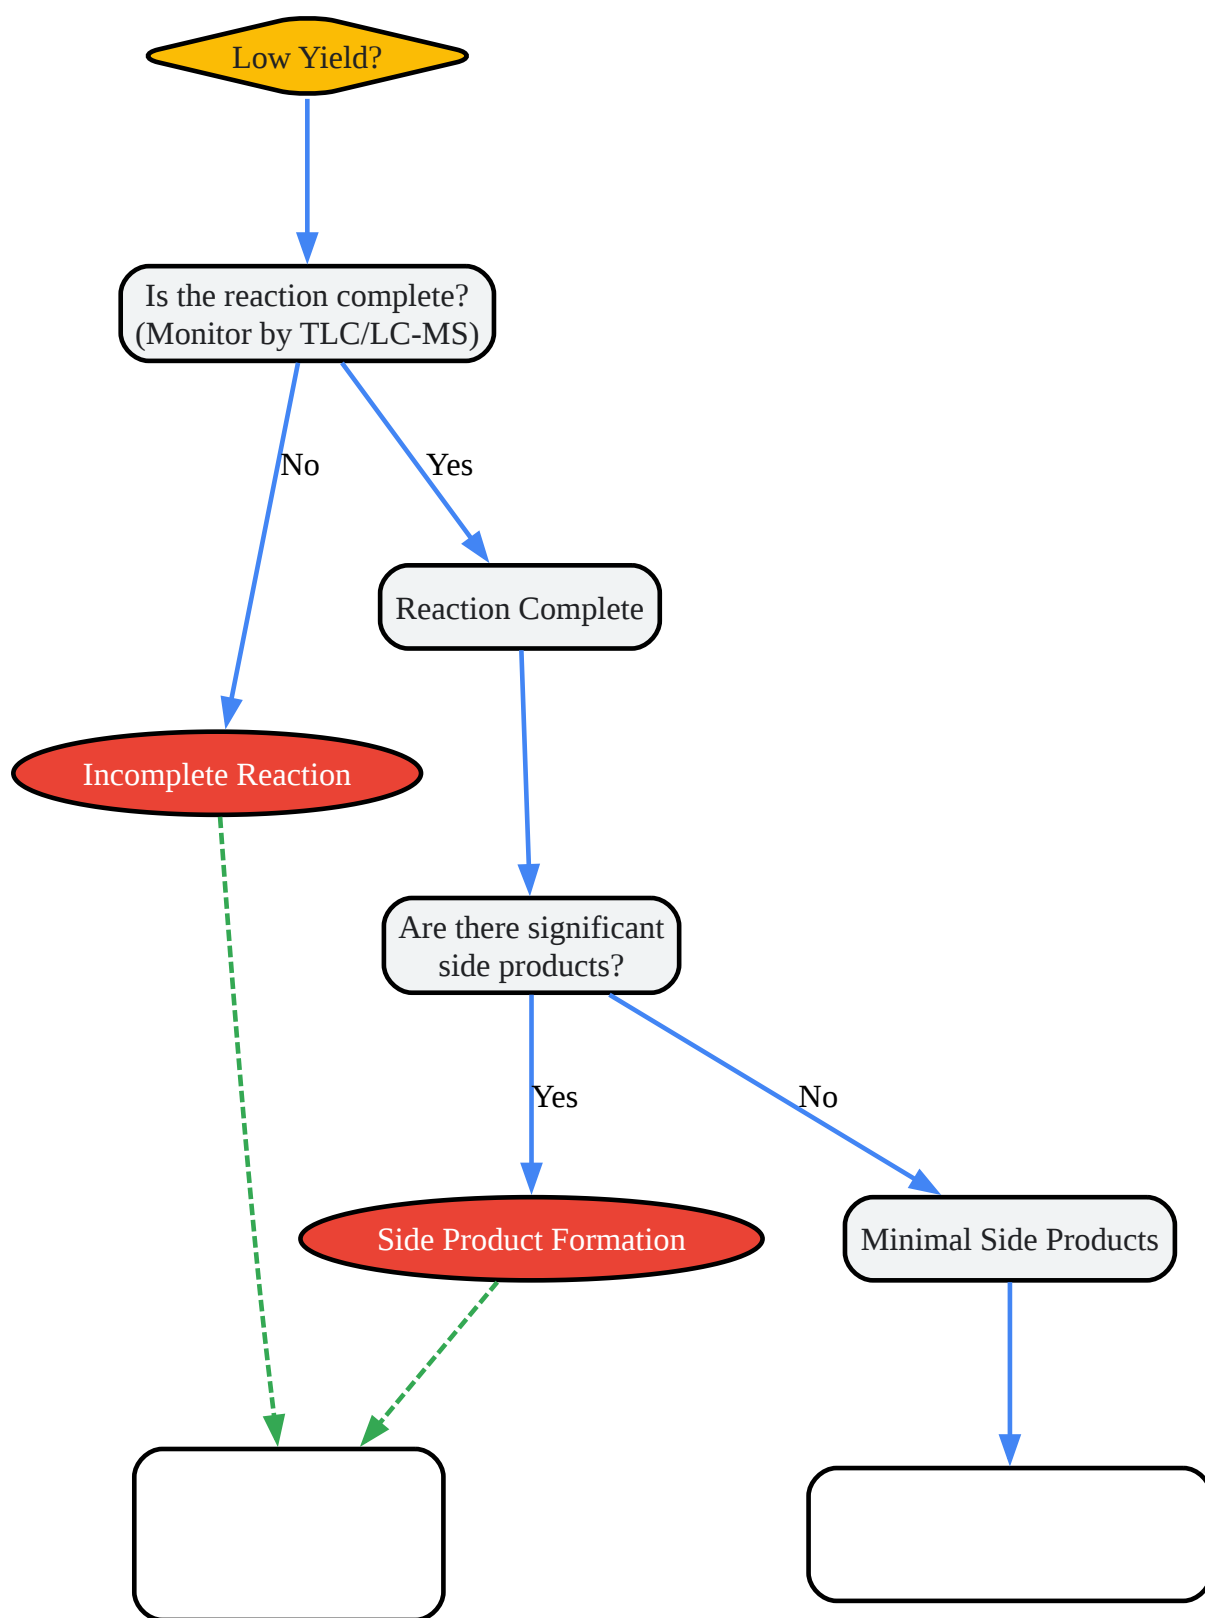 Low Yield?
Is the reaction complete?
(Monitor by TLC/LC-MS)
No
Yes
Reaction Complete
Incomplete Reaction
Are there significant
side products?
Yes
No
Side Product Formation
Minimal Side Products